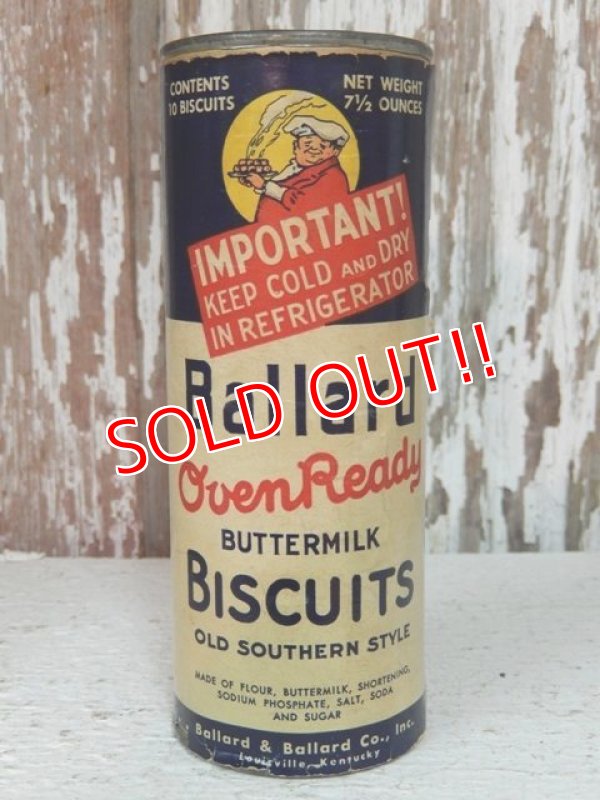 CONTENTS
10 BISCUITS
NET WEIGHT
7½ OUNCES
IMPORTANT!
KEEP COLD AND DRY
IN REFRIGERATOR
Ballard
SOLD OUT!!
OvenReady
BUTTERMILK
BISCUITS
OLD SOUTHERN STYLE
MADE OF FLOUR, BUTTERMILK, SHORTENING,
SODIUM PHOSPHATE, SALT, SODA
AND SUGAR
Ballard & Ballard Co., Inc.
Louisville, Kentucky